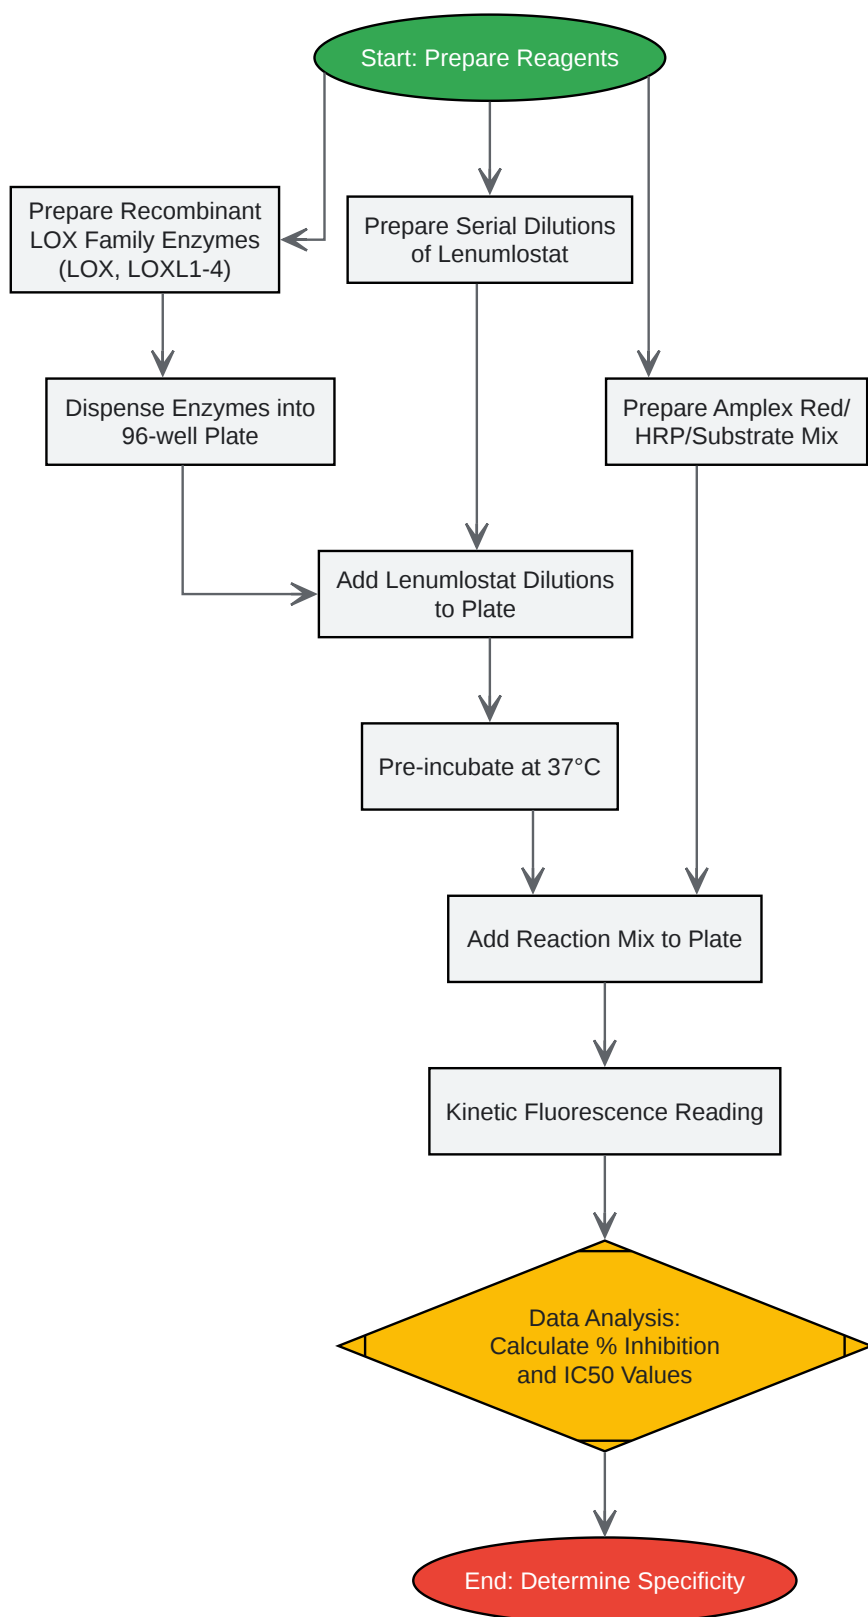 Start: Prepare Reagents
Prepare Recombinant
LOX Family Enzymes
(LOX, LOXL1-4)
Prepare Serial Dilutions
of Lenumlostat
Dispense Enzymes into
96-well Plate
Prepare Amplex Red/
HRP/Substrate Mix
Add Lenumlostat Dilutions
to Plate
Pre-incubate at 37°C
Add Reaction Mix to Plate
Kinetic Fluorescence Reading
Data Analysis:
Calculate % Inhibition
and IC50 Values
End: Determine Specificity